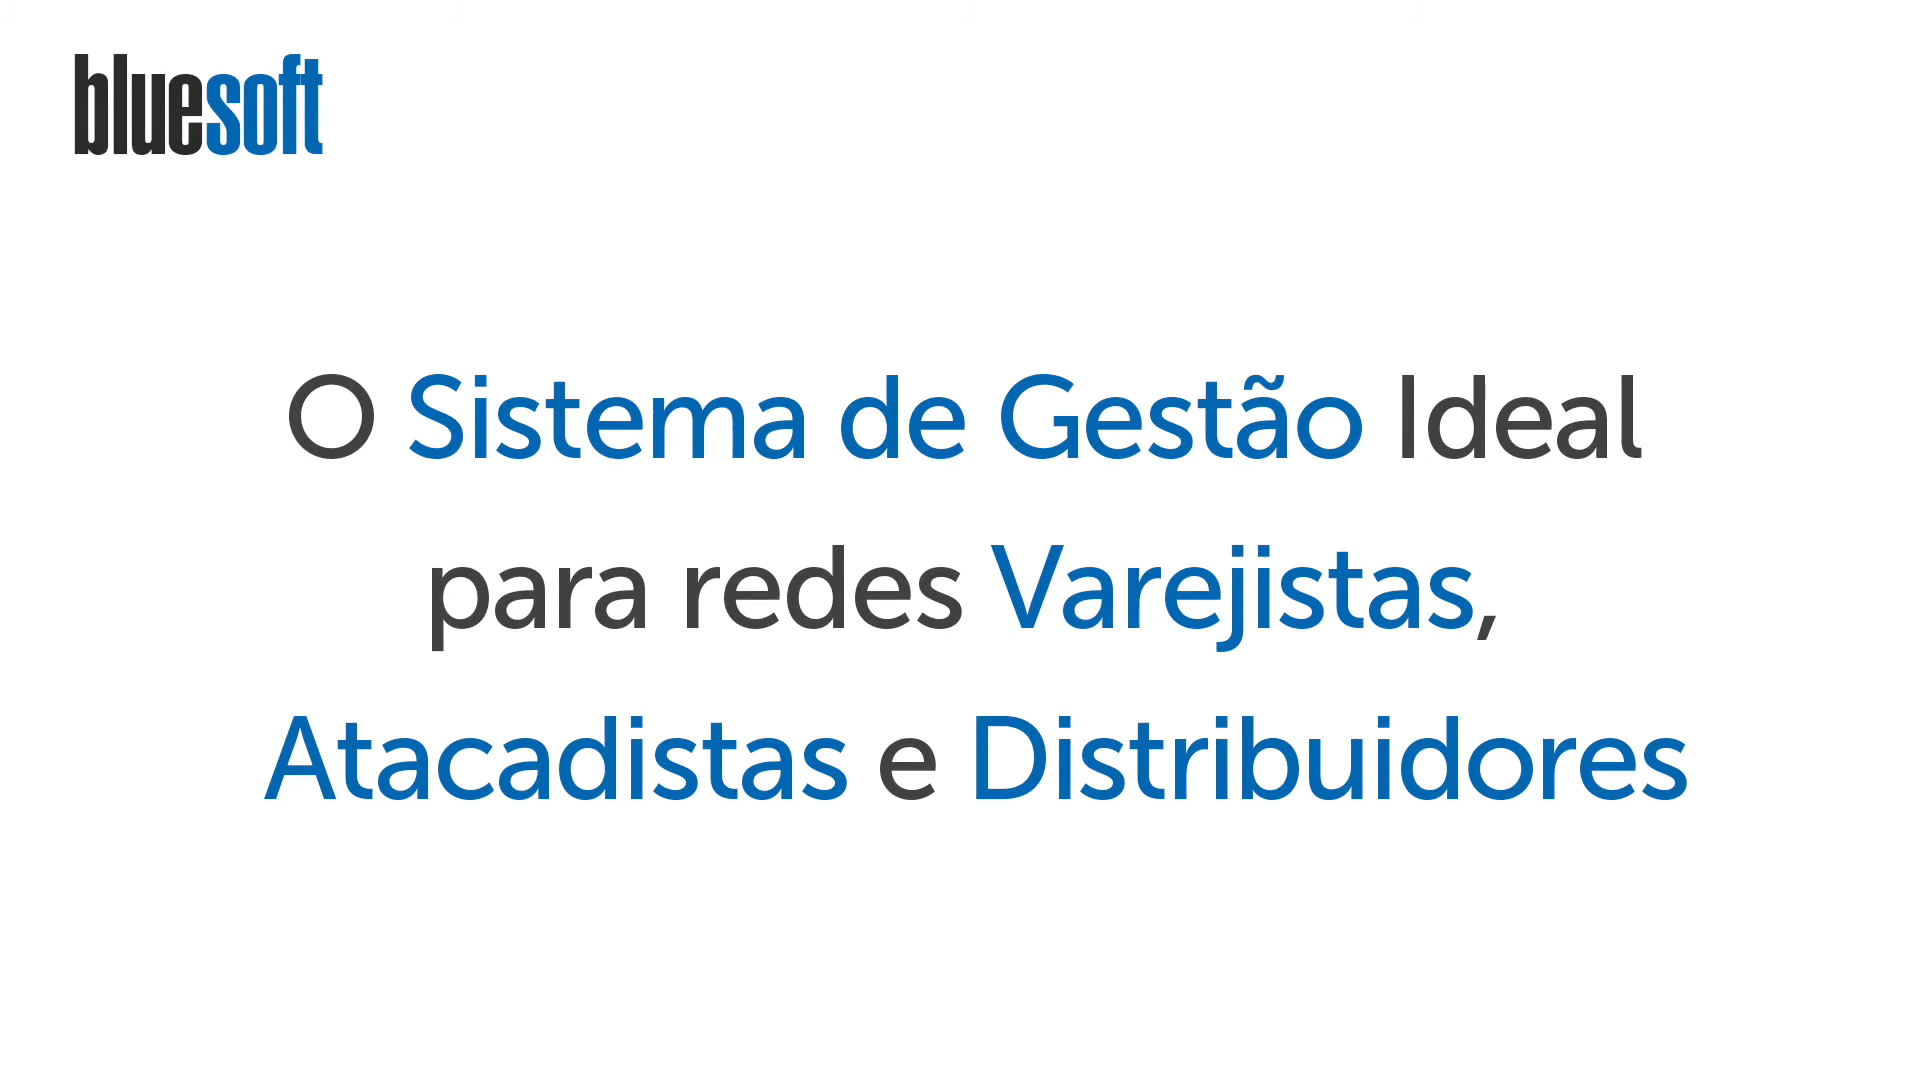 bluesoft
O Sistema de Gestão Ideal
para redes Varejistas,
Atacadistas e Distribuidores